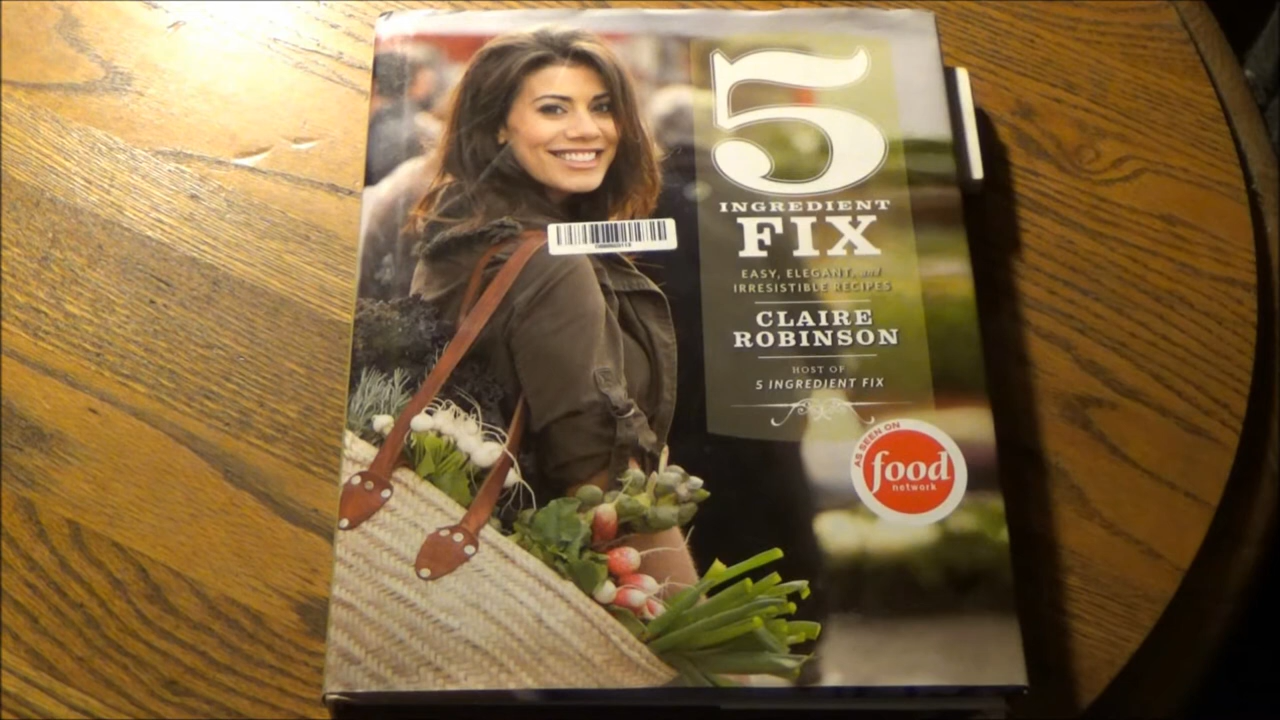 5
INGREDIENT
FIX
EASY, ELEGANT, and
IRRESISTIBLE RECIPES
CLAIRE
ROBINSON
HOST OF
5 INGREDIENT FIX
AS SEEN ON
food
network